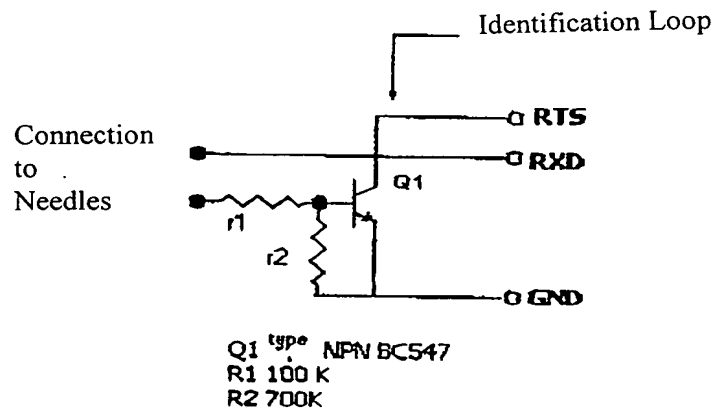 Identification Loop
RTS
Connection
to
Needles
RXD
Q1
r1
r2
GND
Q1 type NPN BC547
R1 100 K
R2 700K